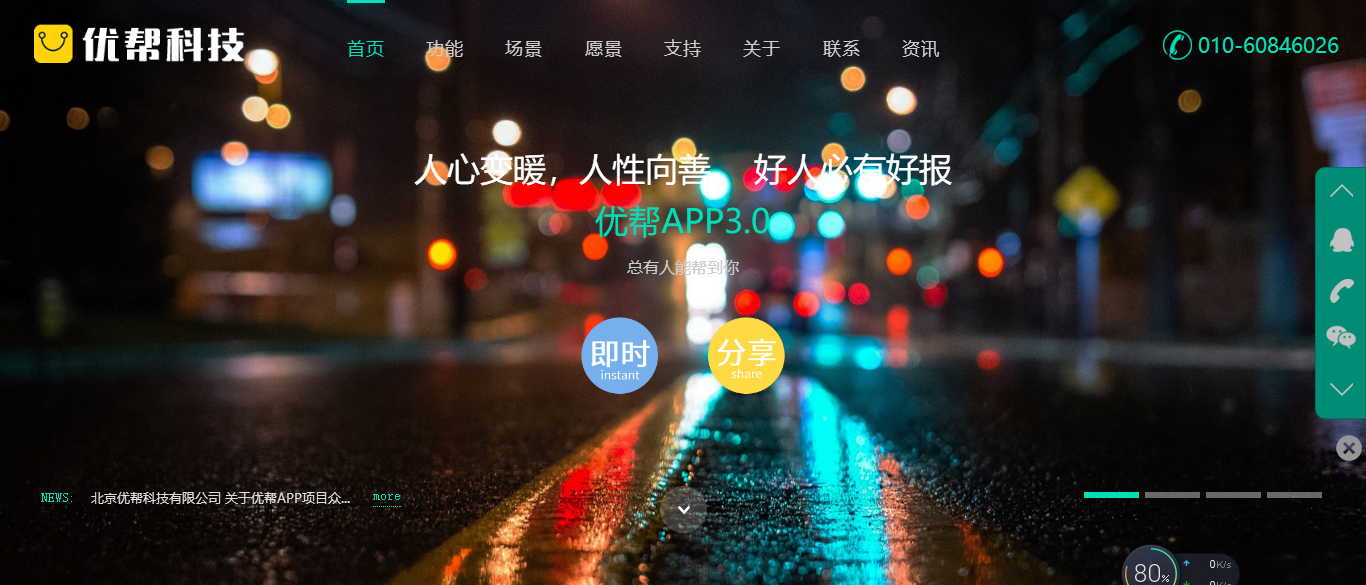 优帮科技
首页 功能 场景 愿景 支持 关于 联系 资讯
010-60846026
人心变暖，人性向善 好人必有好报
优帮APP3.0
总有人能帮到你
即时
instant
分享
share
NEWS: 北京优帮科技有限公司 关于优帮APP项目众... more
80%
0K/s
0K/s